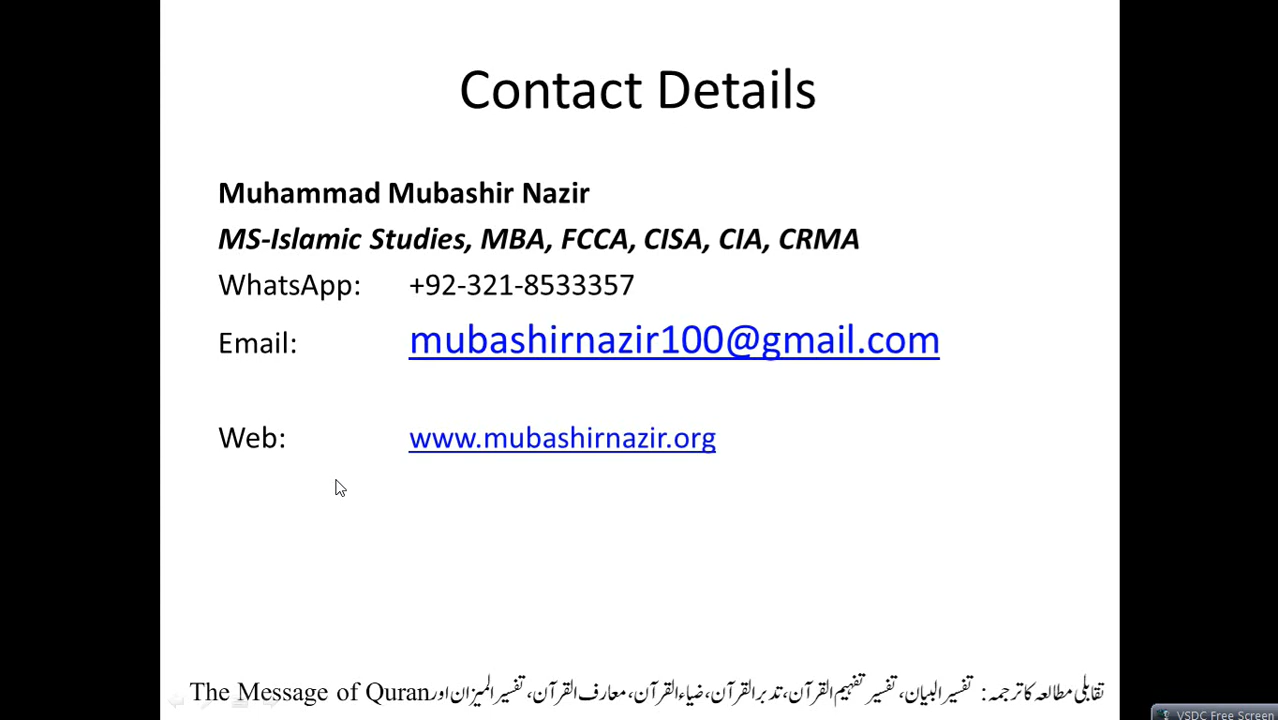 Contact Details
Muhammad Mubashir Nazir
MS-Islamic Studies, MBA, FCCA, CISA, CIA, CRMA
WhatsApp: +92-321-8533357
Email: mubashirnazir100@gmail.com
Web: www.mubashirnazir.org
تقابلی مطالعہ کا ترجمہ: تفسیر البیان، تفسیر تفہیم القرآن، تدبر القرآن، ضیاء القرآن، معارف القرآن، تفسیر المیزان اور The Message of Quran
VSDC Free Screen